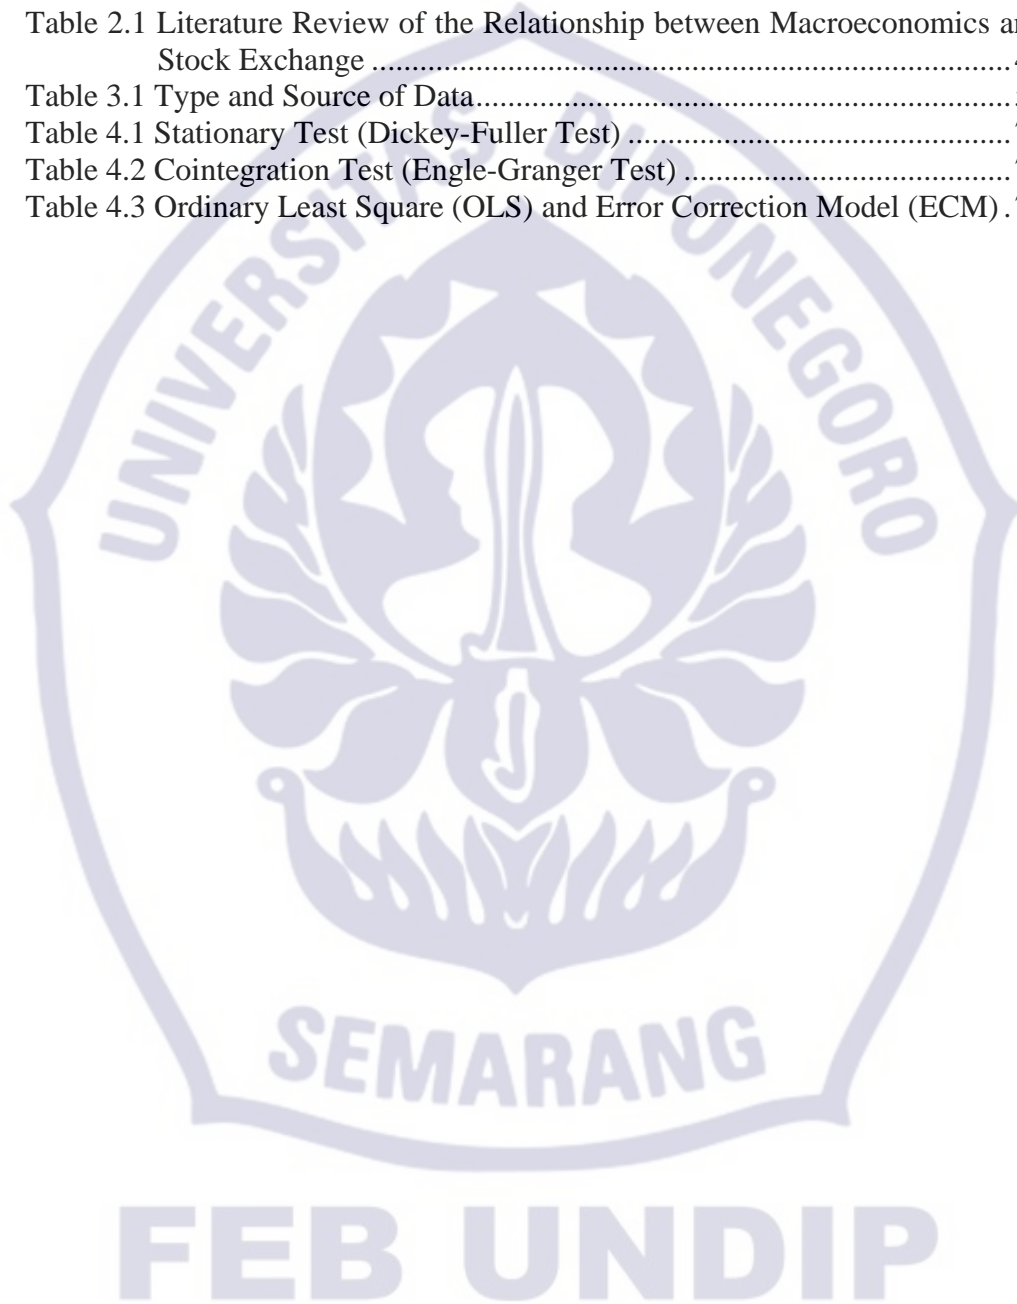 Table 2.1 Literature Review of the Relationship between Macroeconomics
Stock Exchange ....................................................................................
Table 3.1 Type and Source of Data......................................................................
Table 4.1 Stationary Test (Dickey-Fuller Test) ..................................................
Table 4.2 Cointegration Test (Engle-Granger Test) ...........................................
Table 4.3 Ordinary Least Square (OLS) and Error Correction Model (ECM) .
UNIVERSITAS DIPONEGORO
SEMARANG
FEB UNDIP